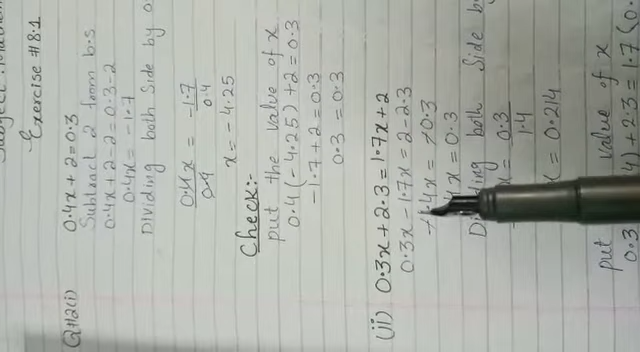 Exercise #8.1
Q#2(i) 0.4x + 2 = 0.3
Subtract 2 from b.s
0.4x + 2 - 2 = 0.3 - 2
0.4x = -1.7
Dividing both side by 0.
0.4x/0.4 = -1.7/0.4
x = -4.25
Check:-
put the value of x
0.4(-4.25) + 2 = 0.3
-1.7 + 2 = 0.3
0.3 = 0.3
(ii) 0.3x + 2.3 = 1.7x + 2
0.3x - 1.7x = 2 - 2.3
-1.4x = -0.3
x = 0.3
both Side b
= 0.3/1.4
= 0.214
put value of x
0.3 4) + 2.3 = 1.7(0.